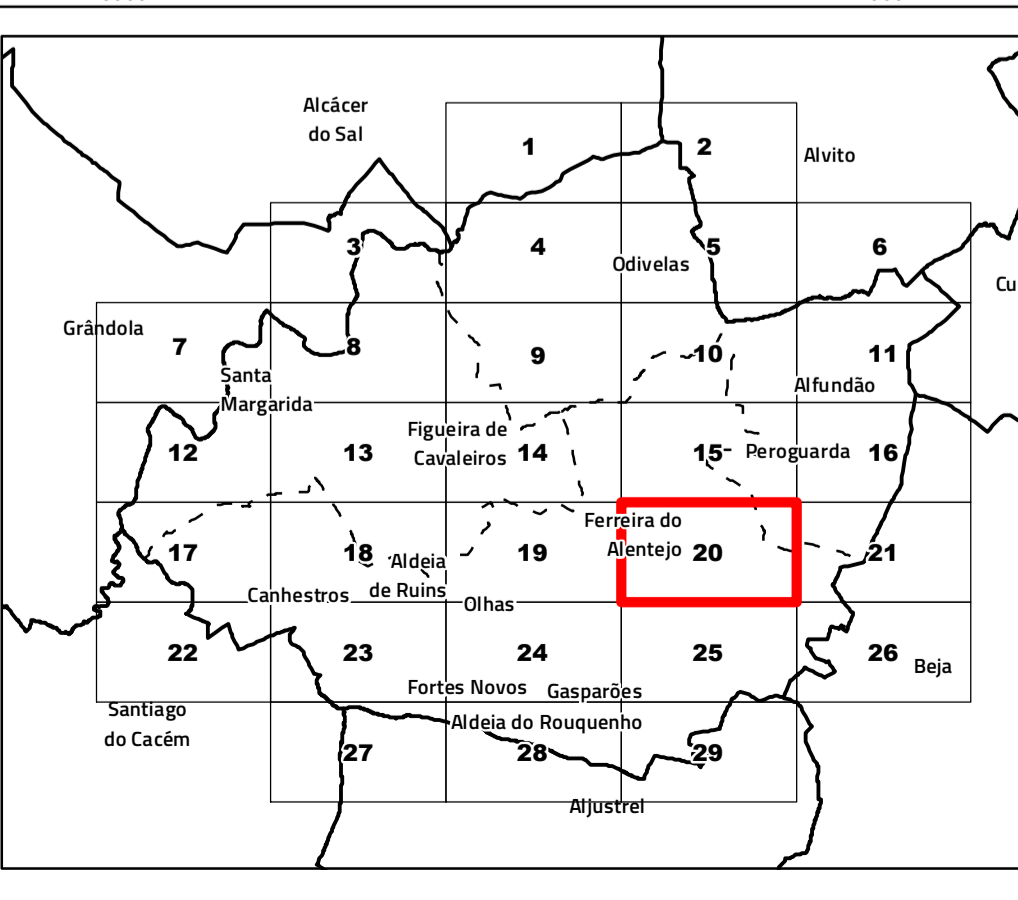 Alcácer
do Sal
1
2
Alvito
3
4
Odivelas
5
6
Cu
Grândola
7
8
9
10
11
Santa
Margarida
Alfundão
Figueira de
Cavaleiros
12
13
14
15
Peroguarda
16
Ferreira do
Alentejo
17
18
Aldeia
de Ruins
19
20
21
Canhestros
Olhas
22
23
24
25
26
Beja
Fortes Novos
Gasparões
Santiago
do Cacém
Aldeia do Rouquenho
27
28
29
Aljustrel